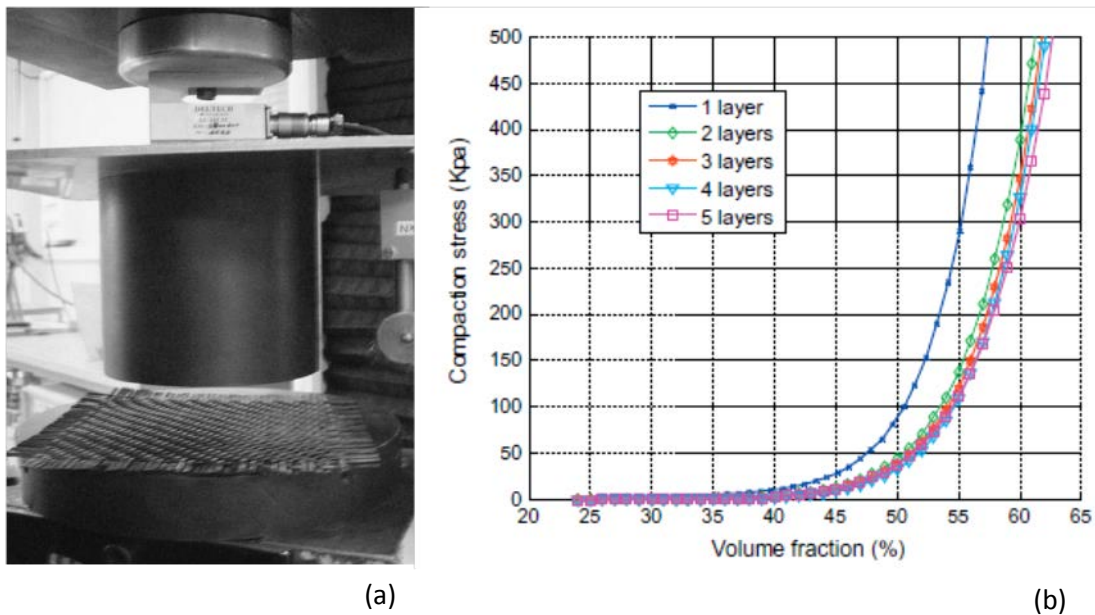 DELTECH
NX
500
450
400
350
300
250
200
150
100
50
0
20 25 30 35 40 45 50 55 60 65
Compaction stress (Kpa)
Volume fraction (%)
1 layer
2 layers
3 layers
4 layers
5 layers
(a)
(b)